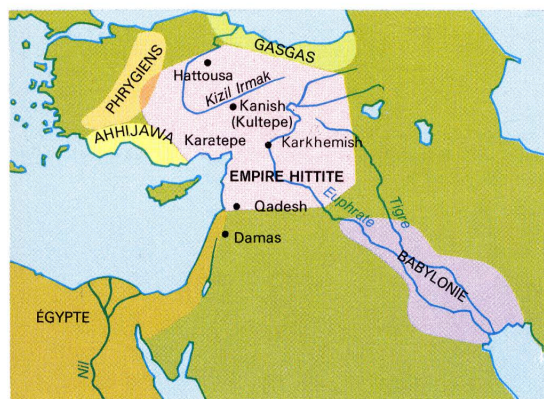 GASGAS
PHRYGIENS
Hattousa
Kizil Irmak
Kanish
(Kultepe)
AHHIJAWA
Karatepe
Karkhemish
EMPIRE HITTITE
Qadesh
Euphrate
Tigre
Damas
BABYLONIE
ÉGYPTE
Nil